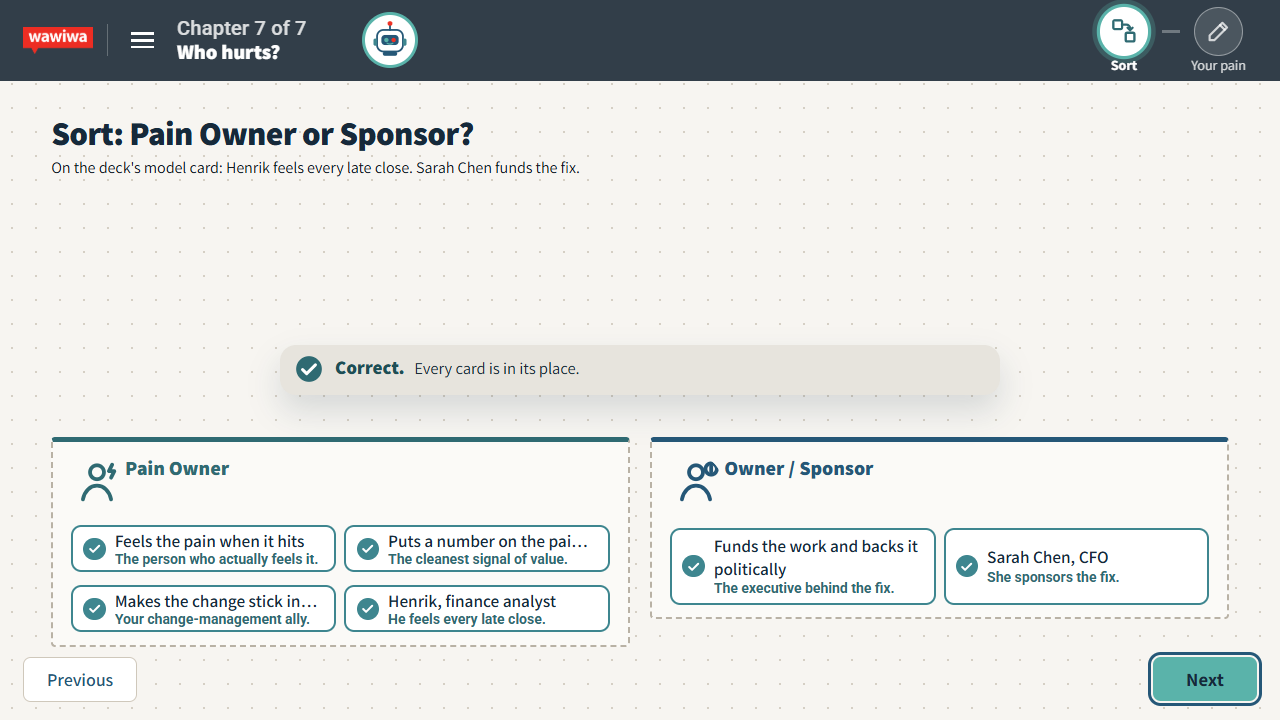 wawiwa
Chapter 7 of 7
Who hurts?
Sort
Your pain
Sort: Pain Owner or Sponsor?
On the deck's model card: Henrik feels every late close. Sarah Chen funds the fix.
Correct. Every card is in its place.
Pain Owner
Feels the pain when it hits
The person who actually feels it.
Puts a number on the pai…
The cleanest signal of value.
Makes the change stick in…
Your change-management ally.
Henrik, finance analyst
He feels every late close.
Owner / Sponsor
Funds the work and backs it
politically
The executive behind the fix.
Sarah Chen, CFO
She sponsors the fix.
Previous
Next